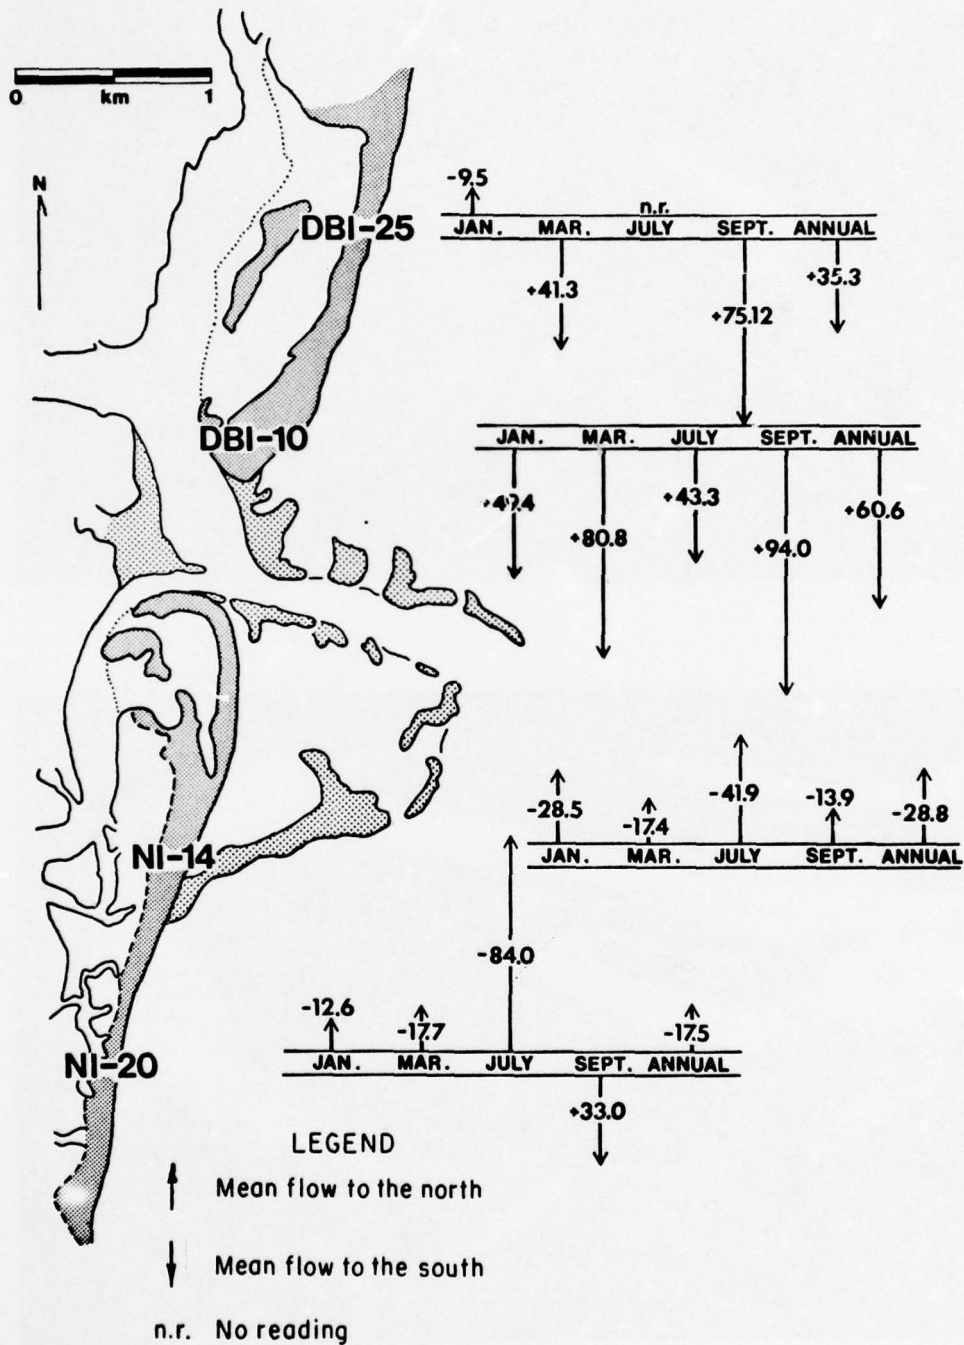 0 km 1
N
-9.5
n.r.
DBI-25
JAN. MAR. JULY SEPT. ANNUAL
+41.3
+35.3
+75.12
DBI-10
JAN. MAR. JULY SEPT. ANNUAL
+49.4
+80.8
+43.3
+94.0
+60.6
-28.5
-17.4
-41.9
-13.9
-28.8
NI-14
JAN. MAR. JULY SEPT. ANNUAL
-84.0
-12.6
-17.7
-17.5
NI-20
JAN. MAR. JULY SEPT. ANNUAL
+33.0
LEGEND
Mean flow to the north
Mean flow to the south
n.r. No reading